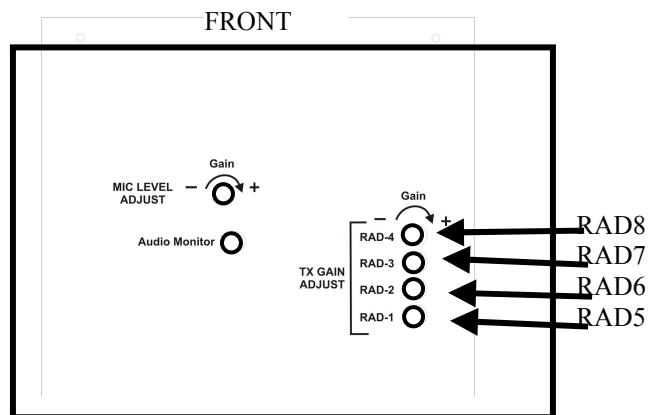 FRONT
Gain
MIC LEVEL
ADJUST
− +
Audio Monitor
Gain
− +
TX GAIN
ADJUST
RAD-4
RAD-3
RAD-2
RAD-1
RAD8
RAD7
RAD6
RAD5